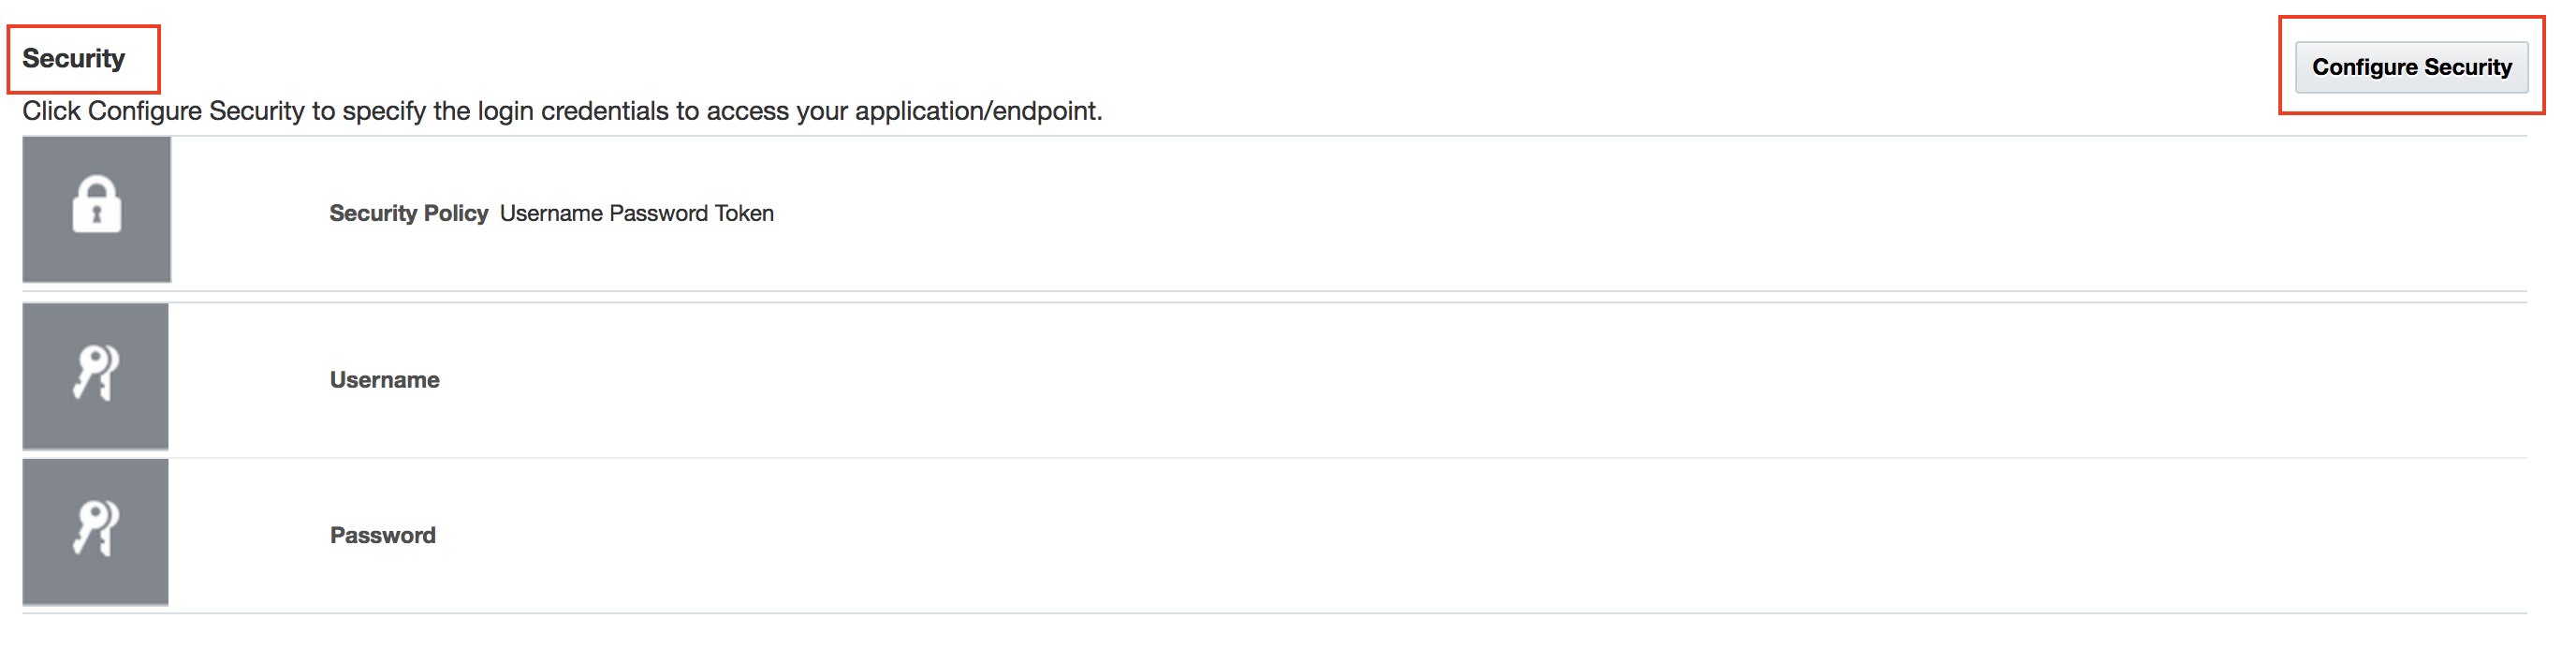 Security
Configure Security
Click Configure Security to specify the login credentials to access your application/endpoint.
Security Policy Username Password Token
Username
Password